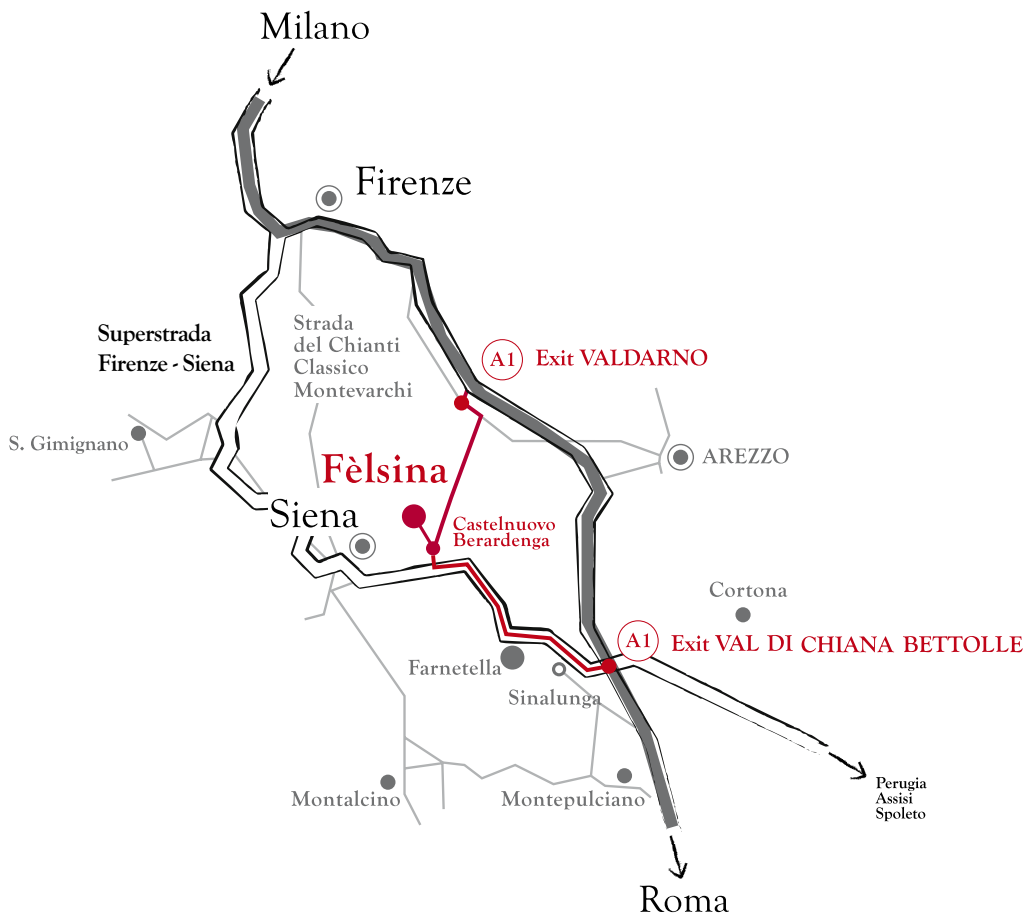 Milano
Firenze
Superstrada
Firenze - Siena
Strada
del Chianti
Classico
Montevarchi
A1
Exit VALDARNO
S. Gimignano
AREZZO
Fèlsina
Siena
Castelnuovo
Berardenga
Cortona
A1
Exit VAL DI CHIANA BETTOLLE
Farnetella
Sinalunga
Perugia
Assisi
Spoleto
Montalcino
Montepulciano
Roma